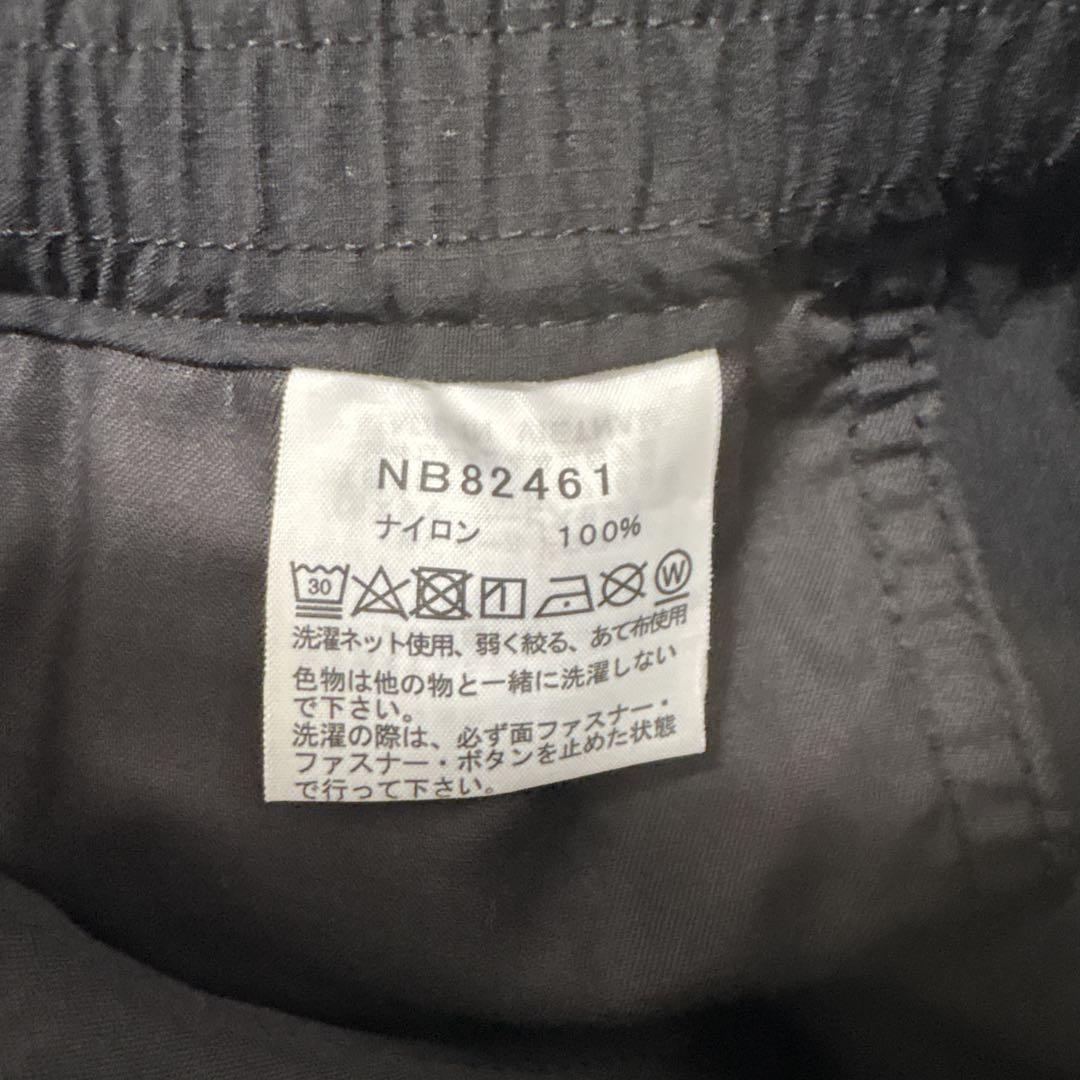 NB82461
ナイロン 100%
30 W
洗濯ネット使用、弱く絞る、あて布使用
色物は他の物と一緒に洗濯しない
で下さい。
洗濯の際は、必ず面ファスナー・
ファスナー・ボタンを止めた状態
で行って下さい。